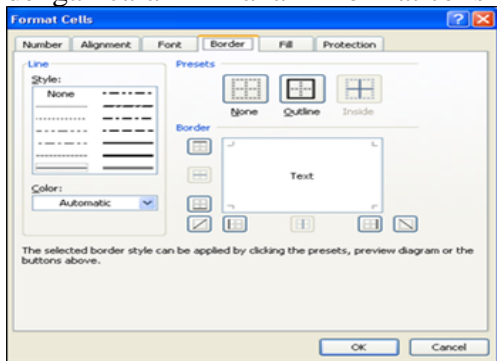 Format Cells
Number Alignment Font Border Fill Protection
Line
Style:
None
Color:
Automatic
Presets
None Outline Inside
Border
Text
The selected border style can be applied by clicking the presets, preview diagram or the
buttons above.
OK Cancel